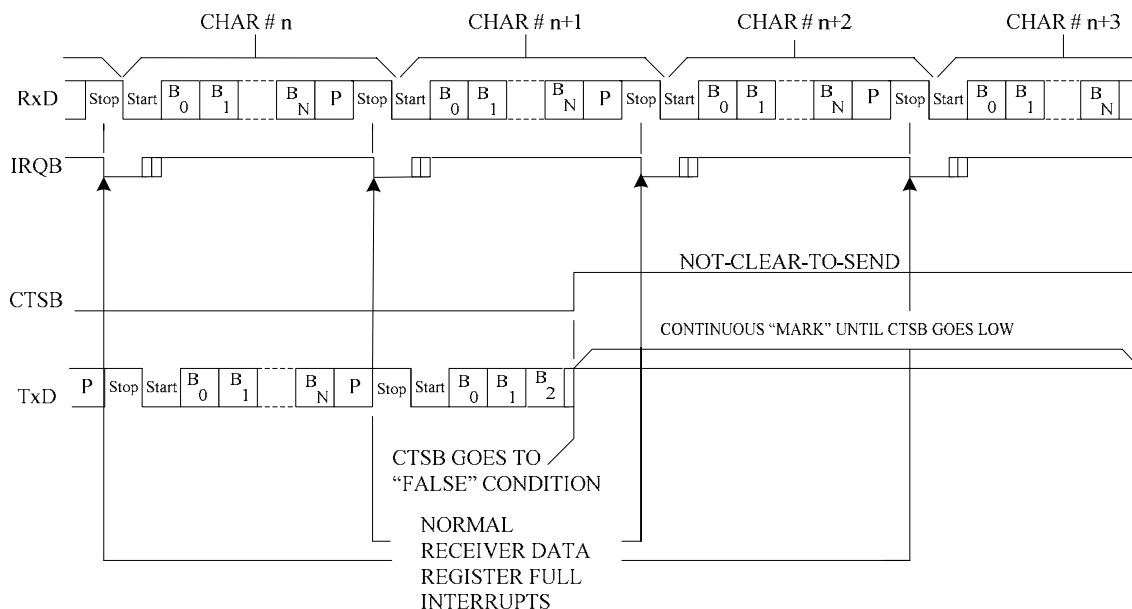 CHAR # n CHAR # n+1 CHAR # n+2 CHAR # n+3
RxD Stop Start B0 B1 BN P Stop Start B0 B1 BN P Stop Start B0 B1 BN P Stop Start B0 B1 BN
IRQB
NOT-CLEAR-TO-SEND
CTSB
CONTINUOUS “MARK” UNTIL CTSB GOES LOW
TxD P Stop Start B0 B1 BN P Stop Start B0 B1 B2
CTSB GOES TO
“FALSE” CONDITION
NORMAL
RECEIVER DATA
REGISTER FULL
INTERRUPTS